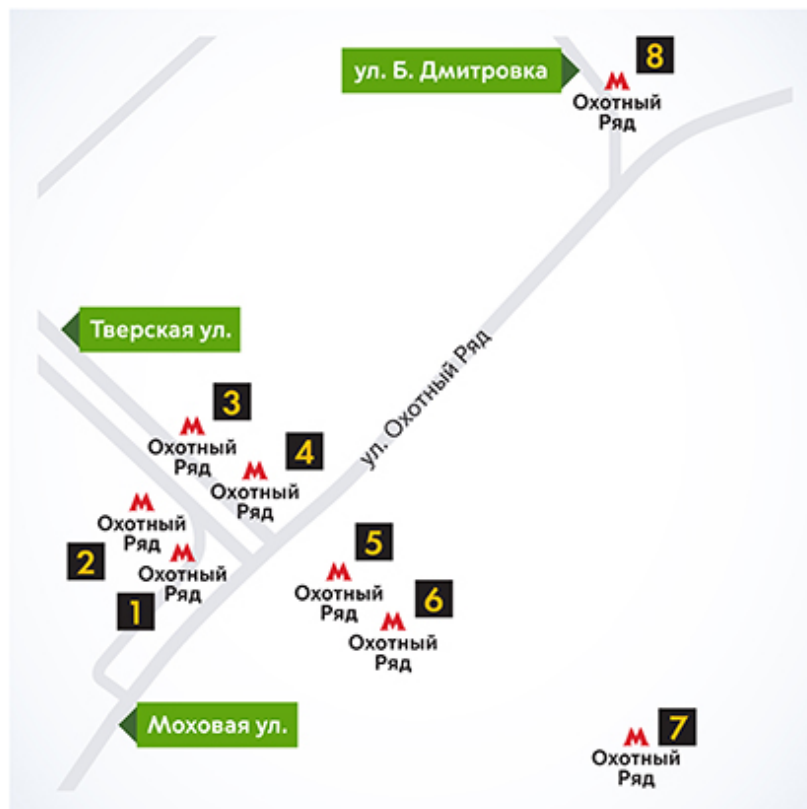 8
ул. Б. Дмитровка
М
Охотный
Ряд
Тверская ул.
ул. Охотный Ряд
3
М
Охотный
Ряд
4
М
Охотный
Ряд
М
Охотный
Ряд
2
М
Охотный
Ряд
1
5
М
Охотный
Ряд
6
М
Охотный
Ряд
Моховая ул.
7
М
Охотный
Ряд